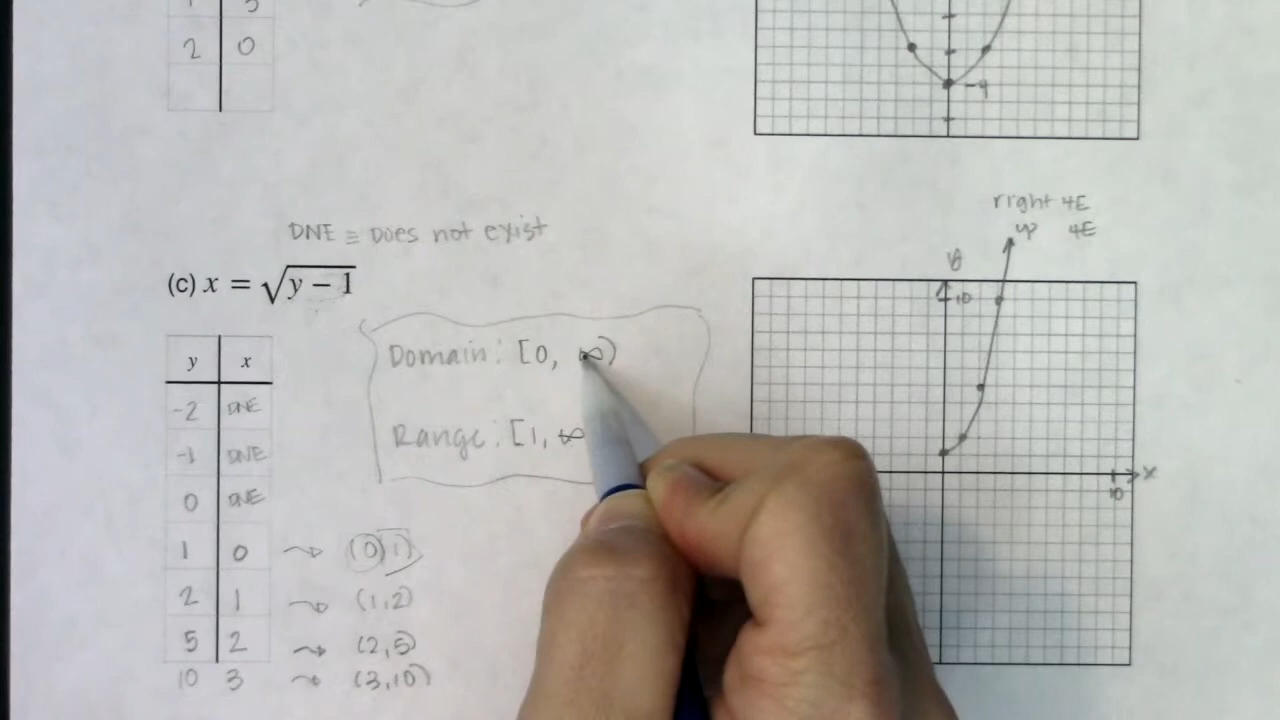 2 0
-4
right 4E
up 4E
DNE ≡ Does not exist
(c) x = √(y − 1)
y
10
y x
Domain: [0, ∞)
-2 DNE
Range: [1, ∞
-1 DNE
x
10
0 DNE
1 0 → (0,1)
2 1 → (1,2)
5 2 → (2,5)
10 3 → (3,10)